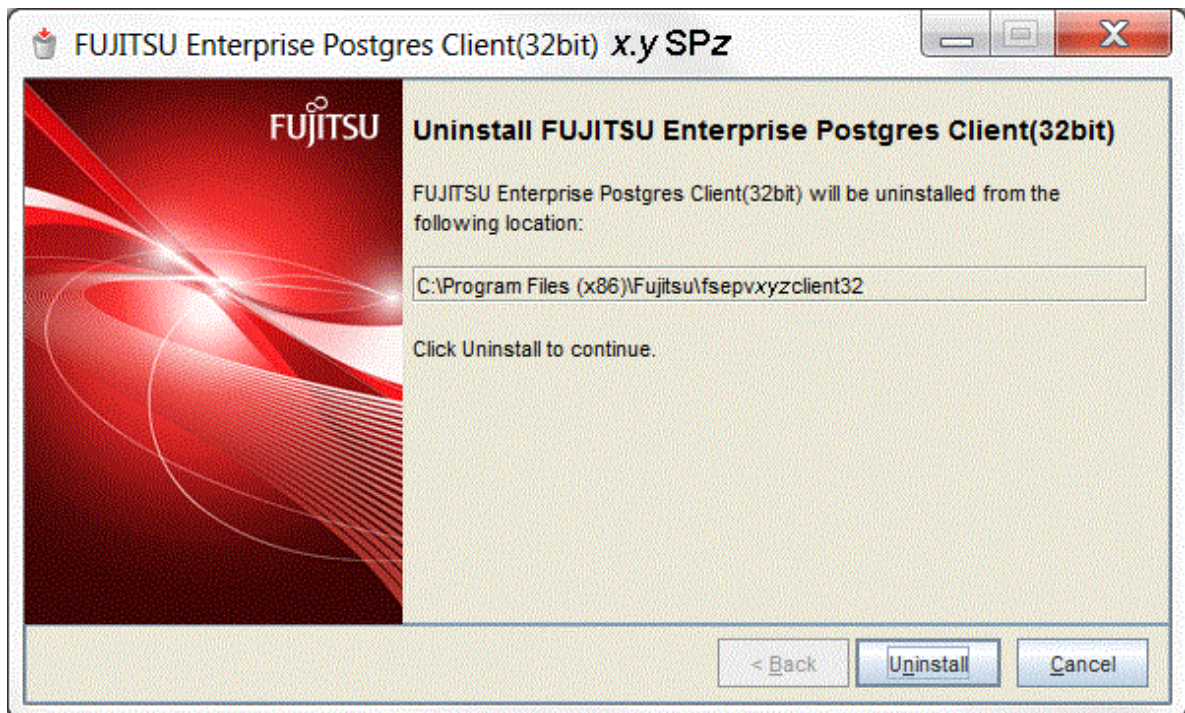 FUJITSU Enterprise Postgres Client(32bit) x.y SPz
FUJITSU
Uninstall FUJITSU Enterprise Postgres Client(32bit)
FUJITSU Enterprise Postgres Client(32bit) will be uninstalled from the
following location:
C:\Program Files (x86)\Fujitsu\fsepvxyzclient32
Click Uninstall to continue.
< Back
Uninstall
Cancel